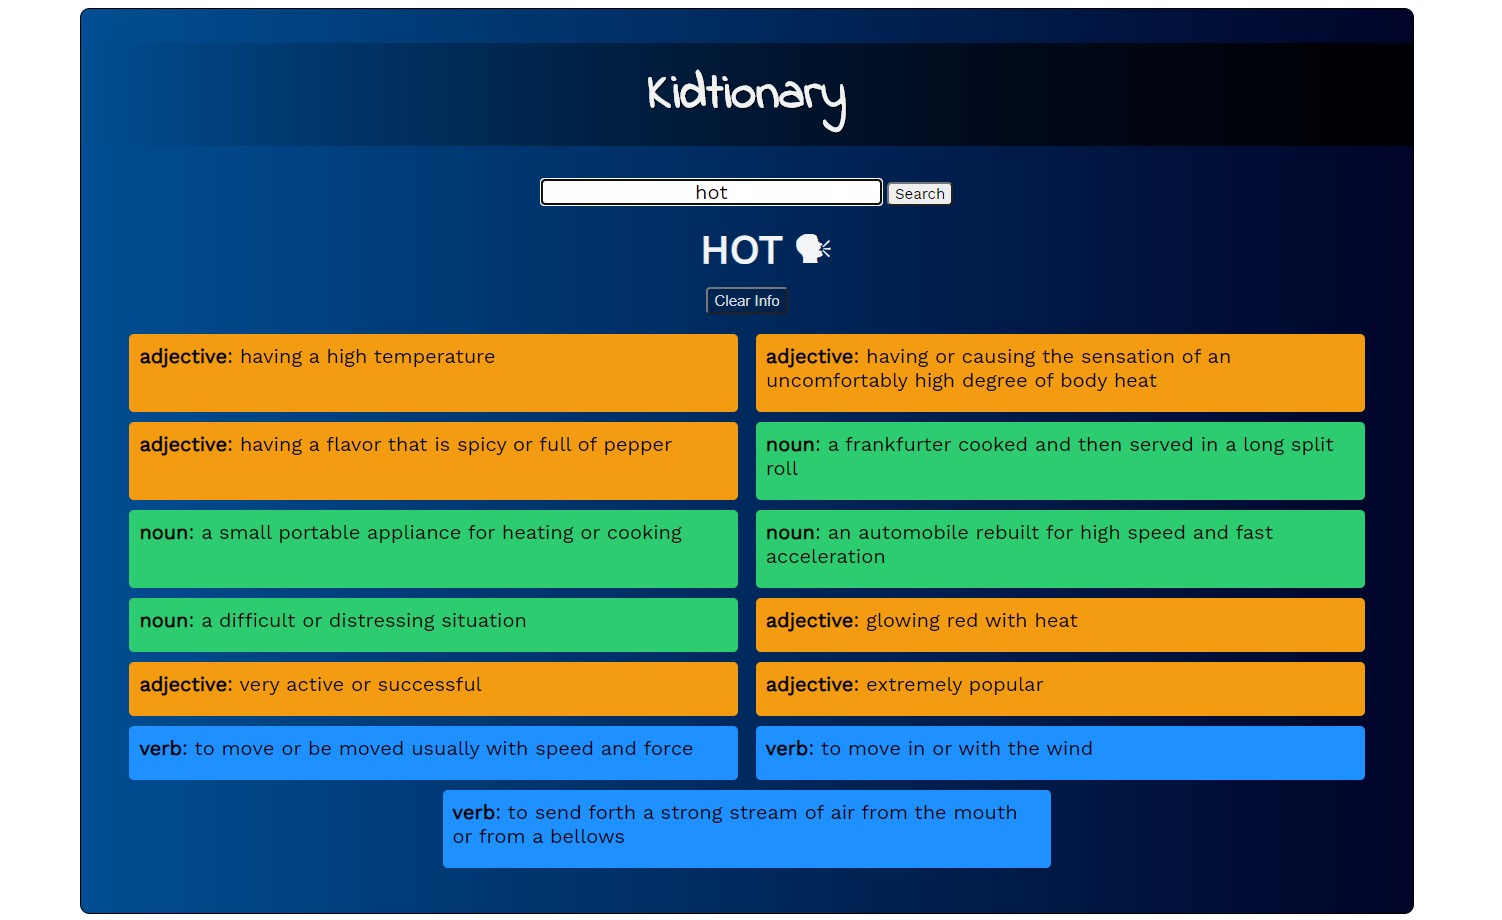 Kidtionary
hot Search
HOT
Clear Info
adjective: having a high temperature
adjective: having or causing the sensation of an
uncomfortably high degree of body heat
adjective: having a flavor that is spicy or full of pepper
noun: a frankfurter cooked and then served in a long split
roll
noun: a small portable appliance for heating or cooking
noun: an automobile rebuilt for high speed and fast
acceleration
noun: a difficult or distressing situation
adjective: glowing red with heat
adjective: very active or successful
adjective: extremely popular
verb: to move or be moved usually with speed and force
verb: to move in or with the wind
verb: to send forth a strong stream of air from the mouth
or from a bellows